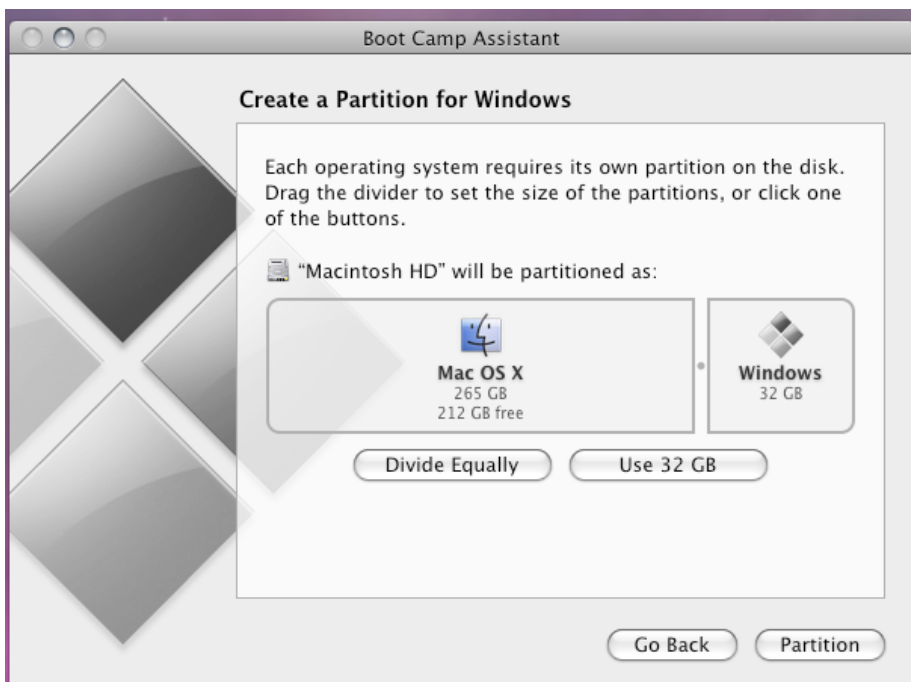 Boot Camp Assistant
Create a Partition for Windows
Each operating system requires its own partition on the disk.
Drag the divider to set the size of the partitions, or click one
of the buttons.
“Macintosh HD” will be partitioned as:
Mac OS X
265 GB
212 GB free
Windows
32 GB
Divide Equally
Use 32 GB
Go Back
Partition